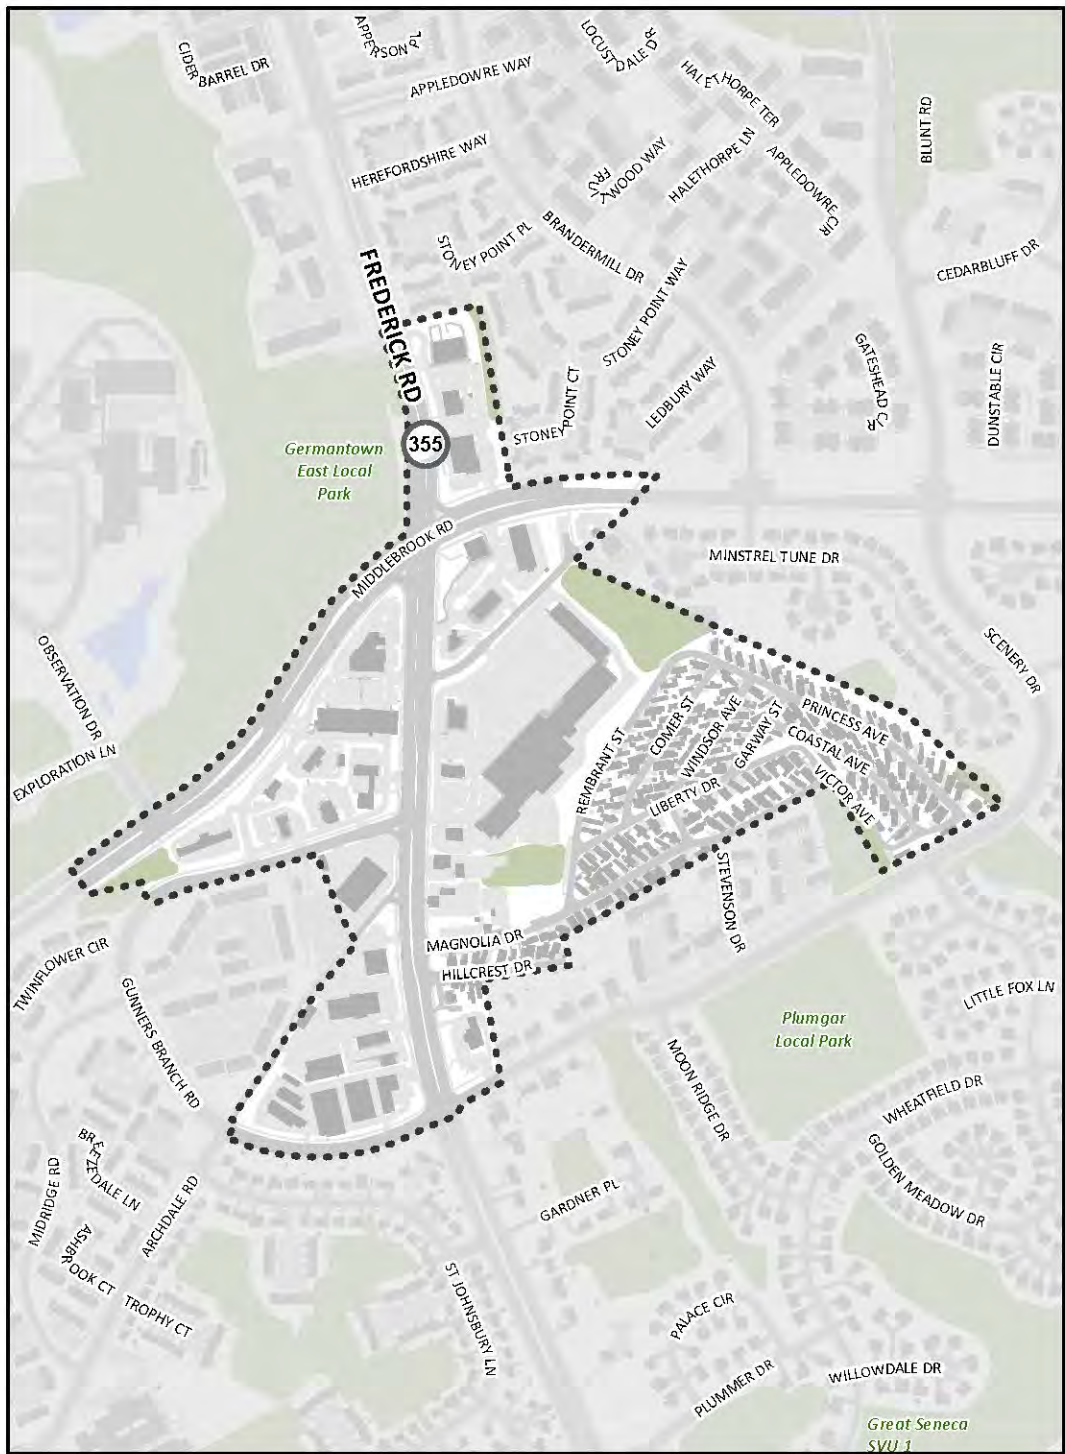 APPERSON PL
LOCUST DALE DR
CIDER BARREL DR
APPLEDOWRE WAY
HALETHORPE TER
BLUNT RD
HEREFORDSHIRE WAY
FRUITWOOD WAY
HALETHORPE LN
APPLEDOWRE CIR
STONEY POINT PL
BRANDERMILL DR
CEDARBLUFF DR
FREDERICK RD
STONEY POINT WAY
GATESHEAD CIR
DUNSTABLE CIR
LEDBURY WAY
STONEY POINT CT
355
Germantown
East Local
Park
MIDDLEBROOK RD
MINSTREL TUNE DR
OBSERVATION DR
SCENERY DR
EXPLORATION LN
REMBRANT ST
COMER ST
WINDSOR AVE
GARWAY ST
PRINCESS AVE
COASTAL AVE
VICTOR AVE
LIBERTY DR
STEVENSON DR
MAGNOLIA DR
HILLCREST DR
TWINFLOWER CIR
GUNNERS BRANCH RD
LITTLE FOX LN
Plumgar
Local Park
MOON RIDGE DR
WHEATFIELD DR
GOLDEN MEADOW DR
BREEZEDALE LN
MIDRIDGE RD
ARCHDALE RD
GARDNER PL
ASHBROOK CT
TROPHY CT
ST JOHNSBURY LN
PALACE CIR
PLUMMER DR
WILLOWDALE DR
Great Seneca
SVU 1